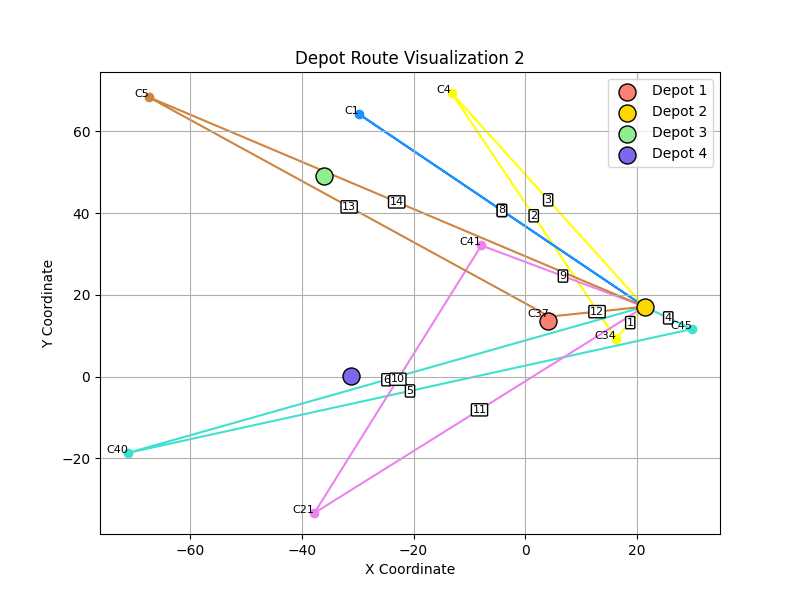 Depot Route Visualization 2
Depot 1
Depot 2
Depot 3
Depot 4
C5
C1
C4
C41
C37
C34
C45
C40
C21
14
13
8
3
2
9
12
1
4
6
10
5
11
60
40
20
0
−20
−60
−40
−20
0
20
Y Coordinate
X Coordinate